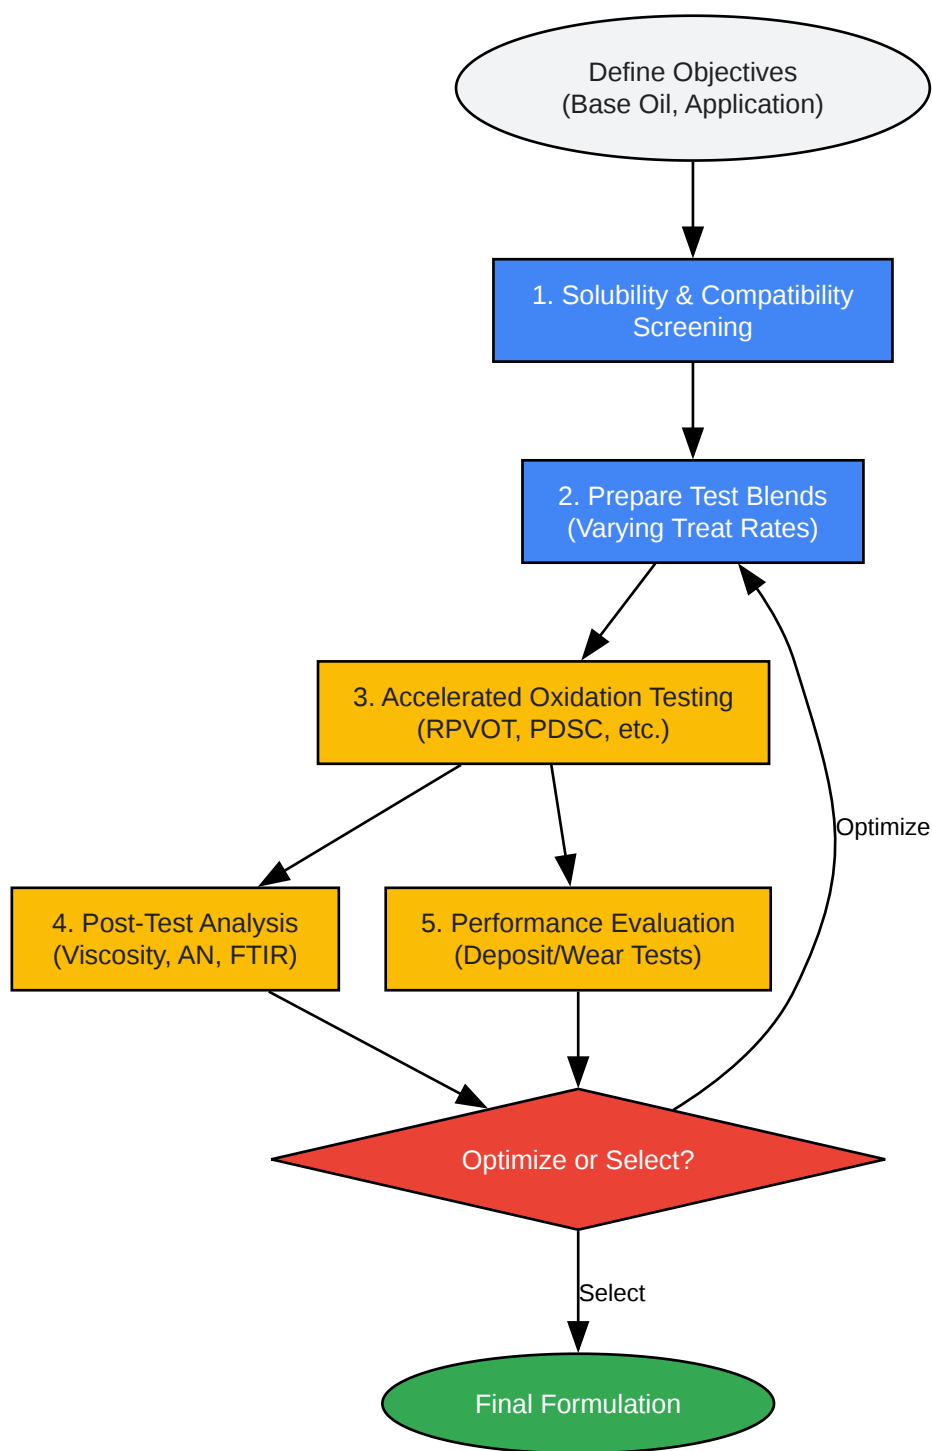 Define Objectives
(Base Oil, Application)
1. Solubility & Compatibility
Screening
2. Prepare Test Blends
(Varying Treat Rates)
3. Accelerated Oxidation Testing
(RPVOT, PDSC, etc.)
Optimize
4. Post-Test Analysis
(Viscosity, AN, FTIR)
5. Performance Evaluation
(Deposit/Wear Tests)
Optimize or Select?
Select
Final Formulation